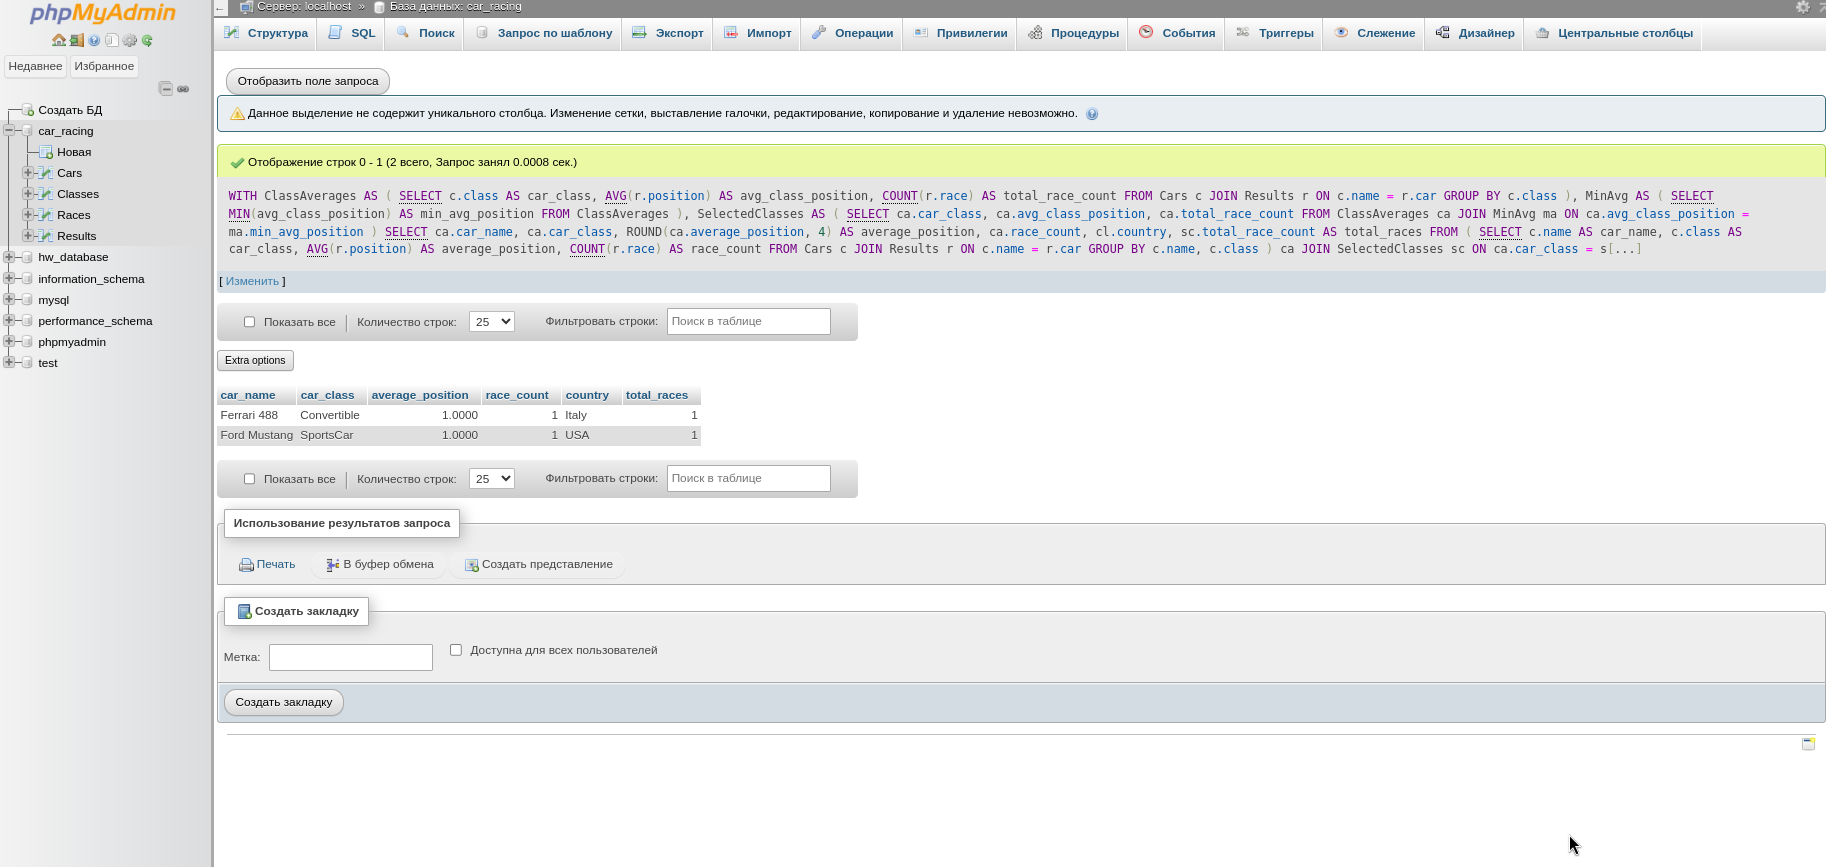 phpMyAdmin
Недавнее Избранное
Создать БД
car_racing
Новая
Cars
Classes
Races
Results
hw_database
information_schema
mysql
performance_schema
phpmyadmin
test
← Сервер: localhost » База данных: car_racing
Структура SQL Поиск Запрос по шаблону Экспорт Импорт Операции Привилегии Процедуры События Триггеры Слежение Дизайнер Центральные столбцы
Отобразить поле запроса
Данное выделение не содержит уникального столбца. Изменение сетки, выставление галочки, редактирование, копирование и удаление невозможно.
Отображение строк 0 - 1 (2 всего, Запрос занял 0.0008 сек.)
WITH ClassAverages AS ( SELECT c.class AS car_class, AVG(r.position) AS avg_class_position, COUNT(r.race) AS total_race_count FROM Cars c JOIN Results r ON c.name = r.car GROUP BY c.class ), MinAvg AS ( SELECT
MIN(avg_class_position) AS min_avg_position FROM ClassAverages ), SelectedClasses AS ( SELECT ca.car_class, ca.avg_class_position, ca.total_race_count FROM ClassAverages ca JOIN MinAvg ma ON ca.avg_class_position =
ma.min_avg_position ) SELECT ca.car_name, ca.car_class, ROUND(ca.average_position, 4) AS average_position, ca.race_count, cl.country, sc.total_race_count AS total_races FROM ( SELECT c.name AS car_name, c.class AS
car_class, AVG(r.position) AS average_position, COUNT(r.race) AS race_count FROM Cars c JOIN Results r ON c.name = r.car GROUP BY c.name, c.class ) ca JOIN SelectedClasses sc ON ca.car_class = s[...]
[ Изменить ]
Показать все Количество строк: 25 Фильтровать строки: Поиск в таблице
Extra options
car_name car_class average_position race_count country total_races
Ferrari 488 Convertible 1.0000 1 Italy 1
Ford Mustang SportsCar 1.0000 1 USA 1
Показать все Количество строк: 25 Фильтровать строки: Поиск в таблице
Использование результатов запроса
Печать В буфер обмена Создать представление
Создать закладку
Метка: Доступна для всех пользователей
Создать закладку